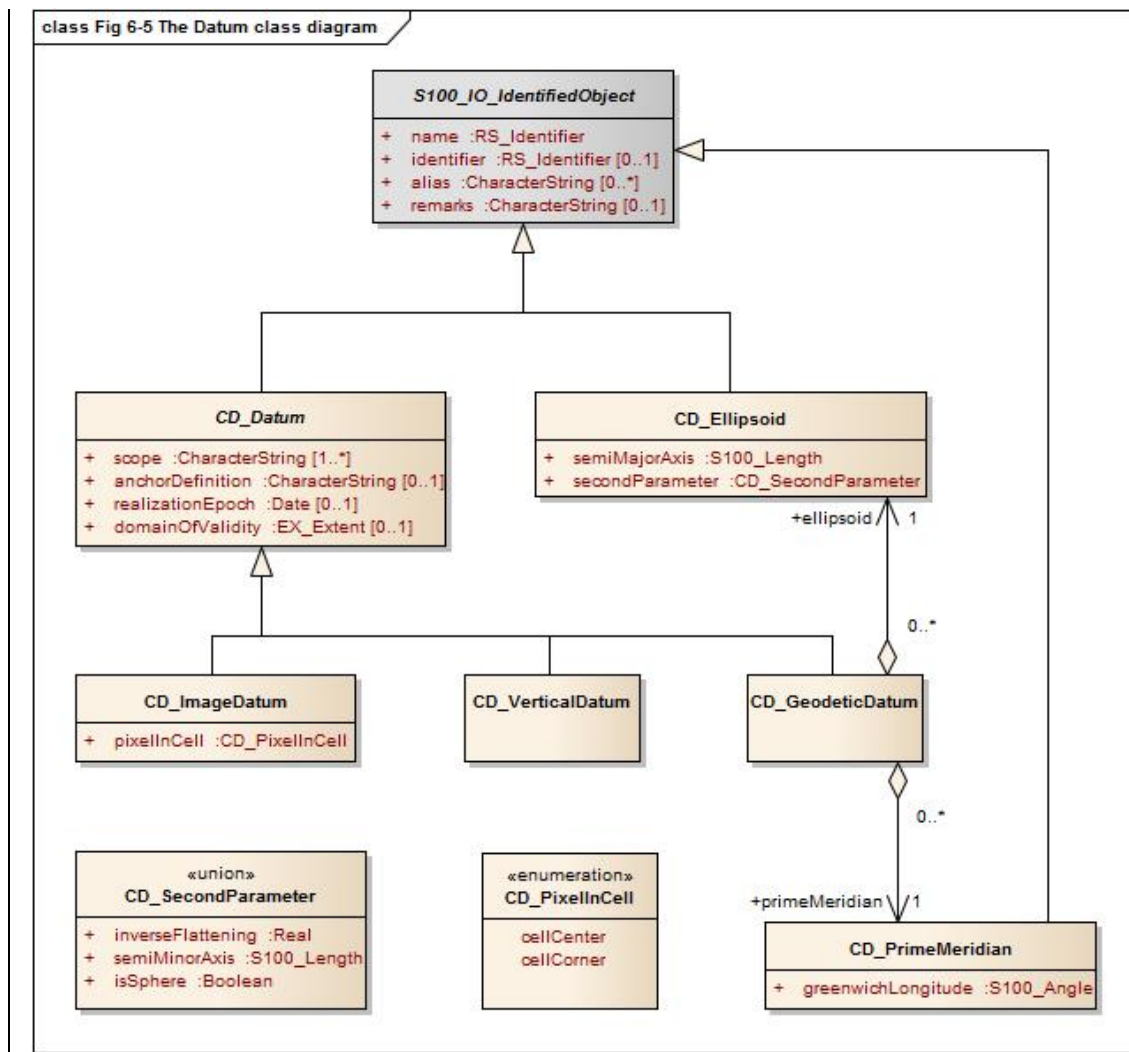 class Fig 6-5 The Datum class diagram
S100_IO_IdentifiedObject
+ name :RS_Identifier
+ identifier :RS_Identifier [0..1]
+ alias :CharacterString [0..*]
+ remarks :CharacterString [0..1]
CD_Datum
+ scope :CharacterString [1..*]
+ anchorDefinition :CharacterString [0..1]
+ realizationEpoch :Date [0..1]
+ domainOfValidity :EX_Extent [0..1]
CD_Ellipsoid
+ semiMajorAxis :S100_Length
+ secondParameter :CD_SecondParameter
+ellipsoid 1
0..*
CD_ImageDatum
+ pixelInCell :CD_PixelInCell
CD_VerticalDatum
CD_GeodeticDatum
0..*
+primeMeridian 1
«union»
CD_SecondParameter
+ inverseFlattening :Real
+ semiMinorAxis :S100_Length
+ isSphere :Boolean
«enumeration»
CD_PixelInCell
cellCenter
cellCorner
CD_PrimeMeridian
+ greenwichLongitude :S100_Angle